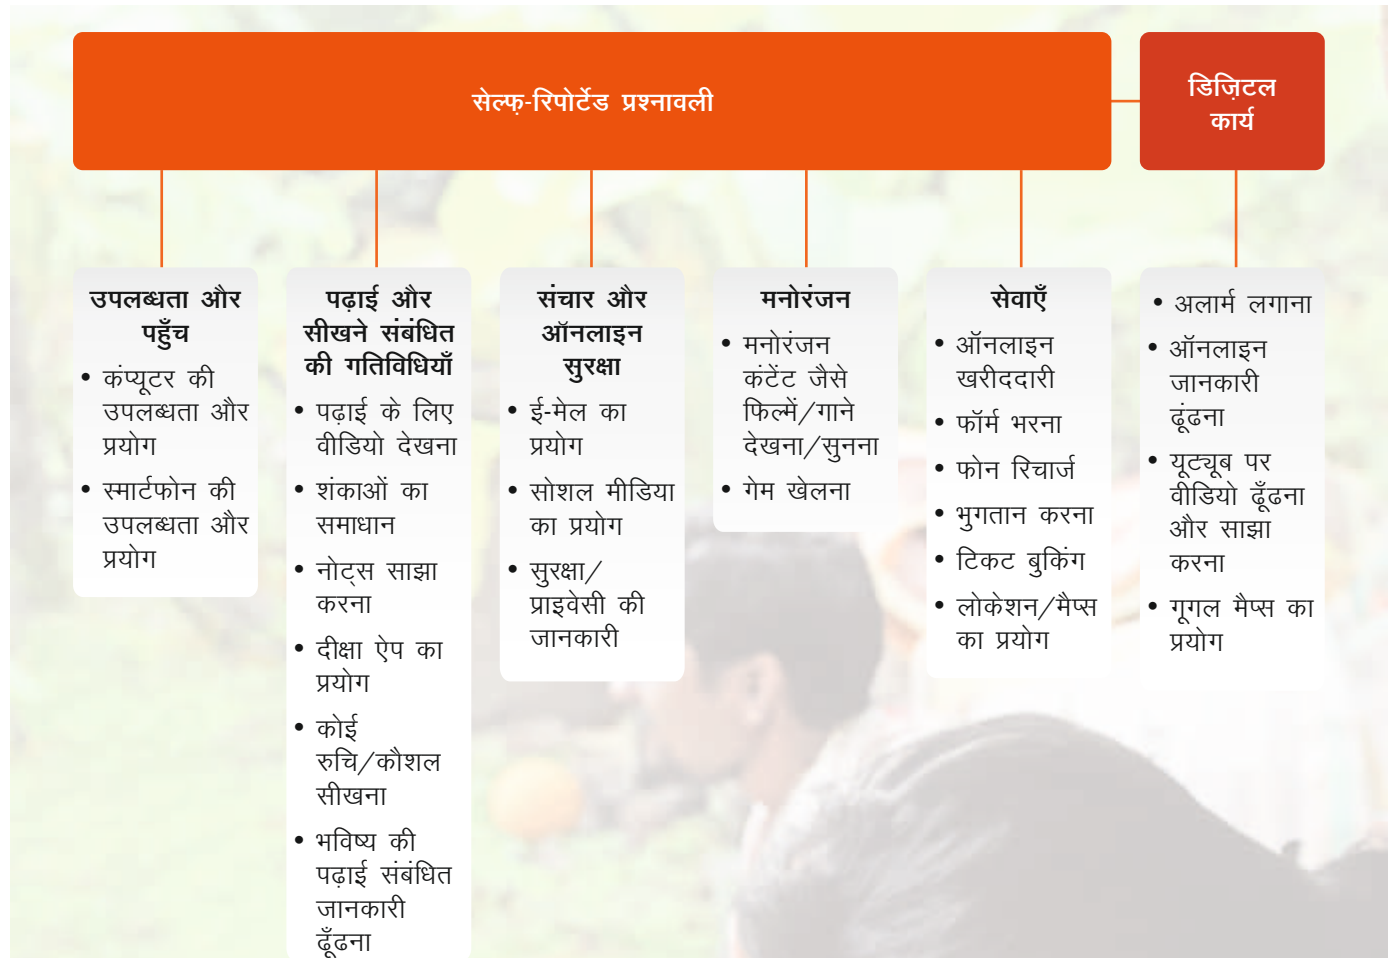 सेल्फ़-रिपोर्टेड प्रश्नावली
डिजि़टल
कार्य
उपलब्धता और
पहुँच
• कंप्यूटर की
उपलब्धता और
प्रयोग
• स्मार्टफोन की
उपलब्धता और
प्रयोग
पढ़ाई और
सीखने संबंधित
की गतिविधियाँ
• पढ़ाई के लिए
वीडियो देखना
• शंकाओं का
समाधान
• नोट्स साझा
करना
• दीक्षा ऐप का
प्रयोग
• कोई
रुचि/कौशल
सीखना
• भविष्य की
पढ़ाई संबंधित
जानकारी
ढूँढना
संचार और
ऑनलाइन
सुरक्षा
• ई-मेल का
प्रयोग
• सोशल मीडिया
का प्रयोग
• सुरक्षा/
प्राइवेसी की
जानकारी
मनोरंजन
• मनोरंजन
कंटेंट जैसे
फिल्में/गाने
देखना/सुनना
• गेम खेलना
सेवाएँ
• ऑनलाइन
खरीददारी
• फॉर्म भरना
• फोन रिचार्ज
• भुगतान करना
• टिकट बुकिंग
• लोकेशन/मैप्स
का प्रयोग
• अलार्म लगाना
• ऑनलाइन
जानकारी
ढूंढना
• यूट्यूब पर
वीडियो ढूँढना
और साझा
करना
• गूगल मैप्स का
प्रयोग